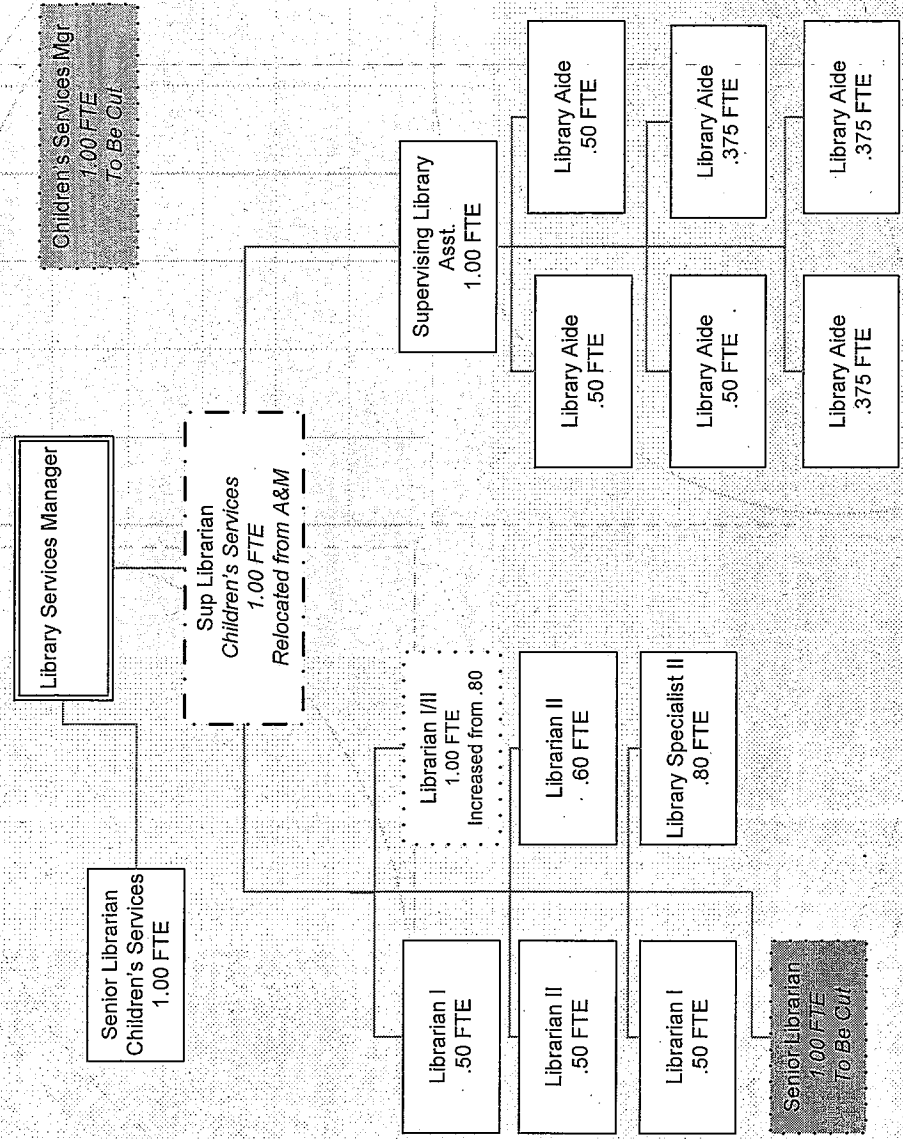 Children's Services Mgr
1.00 FTE
To Be Cut
Library Services Manager
Senior Librarian
Children's Services
1.00 FTE
Sup Librarian
Children's Services
1.00 FTE
Relocated from A&M
Librarian I
.50 FTE
Librarian I/II
1.00 FTE
Increased from .80
Librarian II
.50 FTE
Librarian II
.60 FTE
Librarian I
.50 FTE
Library Specialist II
.80 FTE
Senior Librarian
1.00 FTE
To Be Cut
Supervising Library
Asst.
1.00 FTE
Library Aide
.50 FTE
Library Aide
.50 FTE
Library Aide
.50 FTE
Library Aide
.375 FTE
Library Aide
.375 FTE
Library Aide
.375 FTE